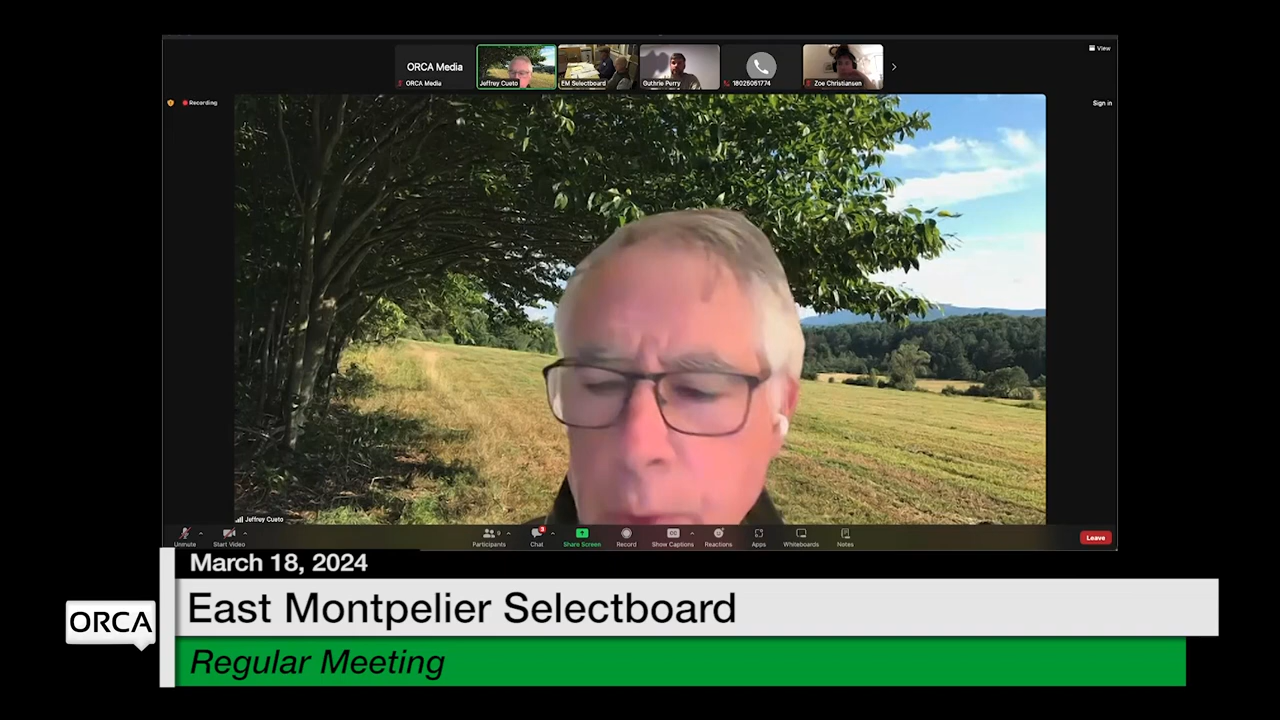 View
ORCA Media
ORCA Media
Jeffrey Cueto
EM Selectboard
Guthrie Perry
18025051774
Zoe Christiansen
Recording
Sign in
Jeffrey Cueto
Unmute
Start Video
Participants
9
Chat
Share Screen
Record
CC
Show Captions
Reactions
Apps
Whiteboards
Notes
Leave
March 18, 2024
East Montpelier Selectboard
ORCA
Regular Meeting